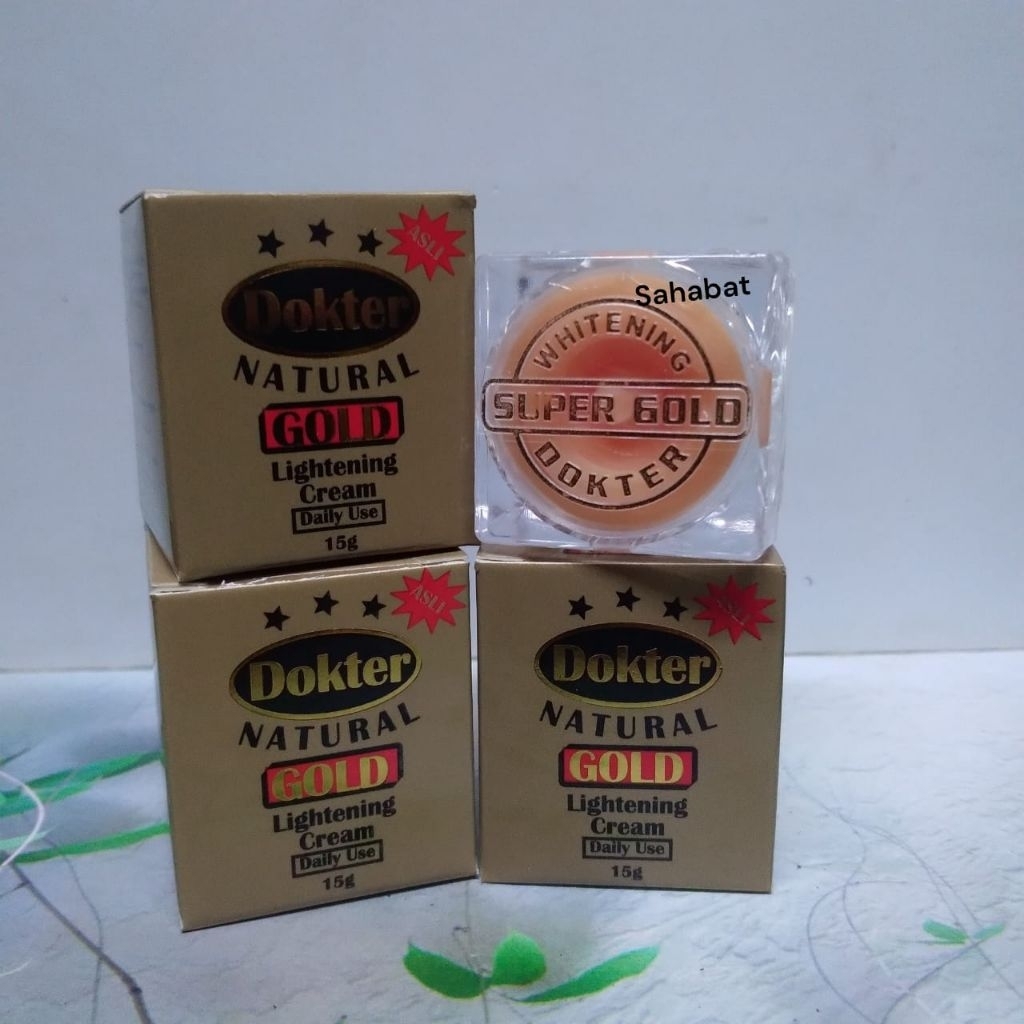 ASLI
Dokter
NATURAL
GOLD
Lightening
Cream
Daily Use
15g
Sahabat
WHITENING
SUPER GOLD
DOKTER
ASLI
Dokter
NATURAL
GOLD
Lightening
Cream
Daily Use
15g
ASLI
Dokter
NATURAL
GOLD
Lightening
Cream
Daily Use
15g